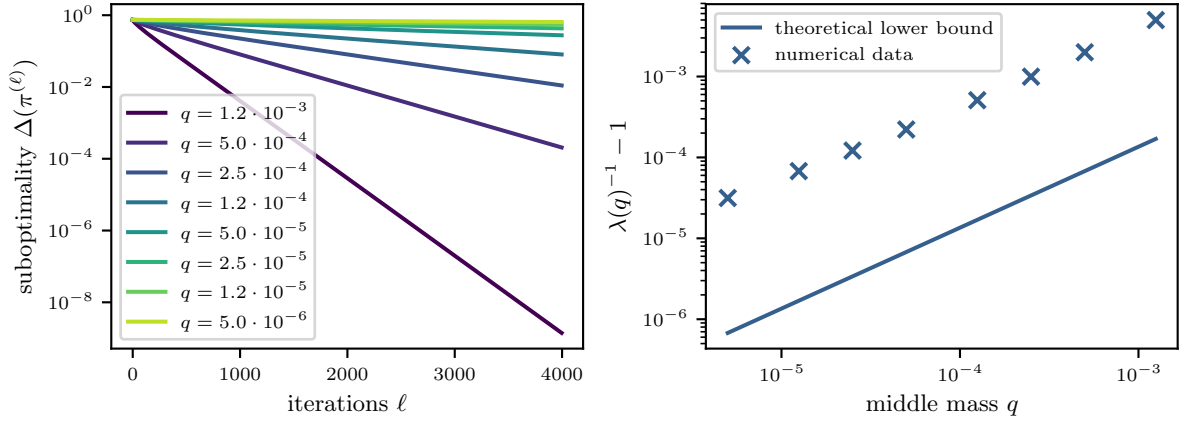 suboptimality Δ(π^(ℓ))
10^0
10^−2
10^−4
10^−6
10^−8
q = 1.2 · 10^−3
q = 5.0 · 10^−4
q = 2.5 · 10^−4
q = 1.2 · 10^−4
q = 5.0 · 10^−5
q = 2.5 · 10^−5
q = 1.2 · 10^−5
q = 5.0 · 10^−6
0 1000 2000 3000 4000
iterations ℓ
λ(q)^−1 − 1
10^−3
10^−4
10^−5
10^−6
theoretical lower bound
numerical data
10^−5 10^−4 10^−3
middle mass q